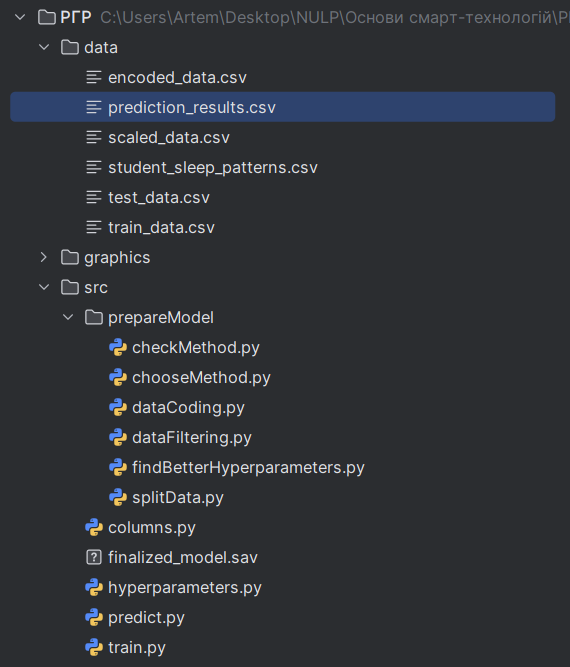 РГР C:\Users\Artem\Desktop\NULP\Основи смарт-технологій\Р
data
encoded_data.csv
prediction_results.csv
scaled_data.csv
student_sleep_patterns.csv
test_data.csv
train_data.csv
graphics
src
prepareModel
checkMethod.py
chooseMethod.py
dataCoding.py
dataFiltering.py
findBetterHyperparameters.py
splitData.py
columns.py
finalized_model.sav
hyperparameters.py
predict.py
train.py